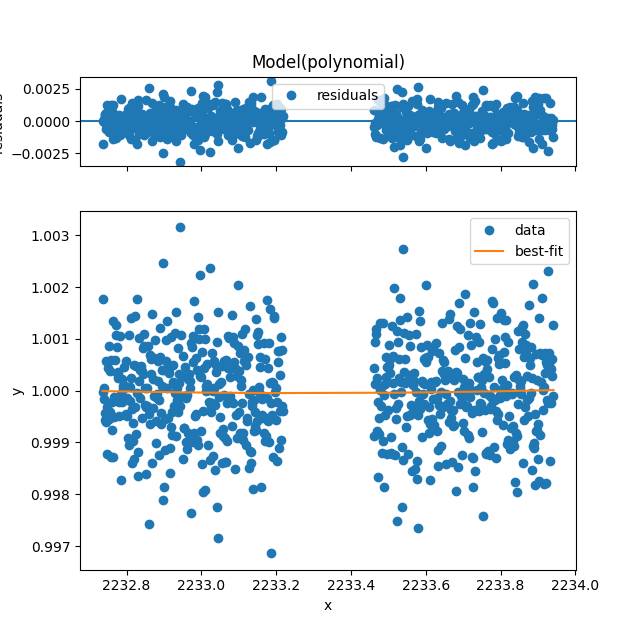 Model(polynomial)
0.0025
0.0000
−0.0025
residuals
residuals
1.003
1.002
1.001
1.000
0.999
0.998
0.997
y
data
best-fit
2232.8 2233.0 2233.2 2233.4 2233.6 2233.8 2234.0
x